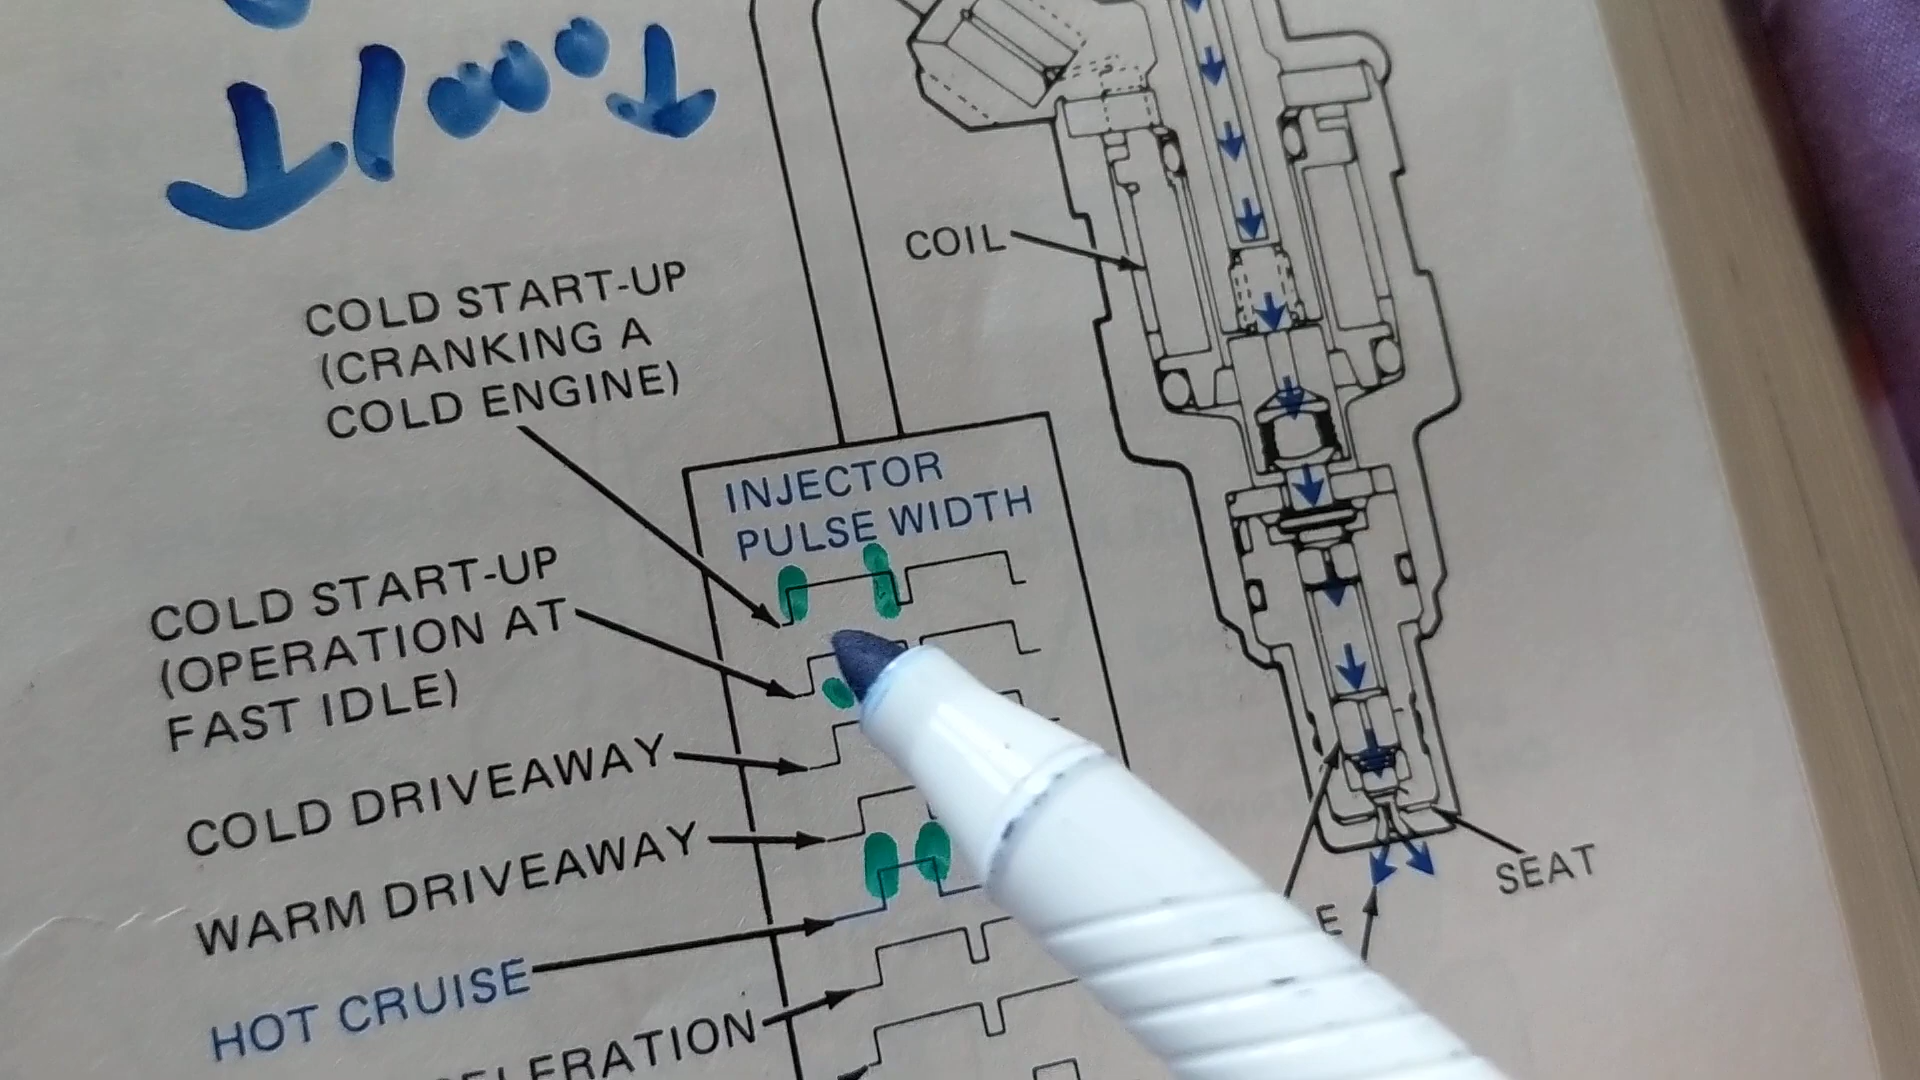 COIL
COLD START-UP
(CRANKING A
COLD ENGINE)
INJECTOR
PULSE WIDTH
COLD START-UP
(OPERATION AT
FAST IDLE)
COLD DRIVEAWAY
WARM DRIVEAWAY
SEAT
HOT CRUISE